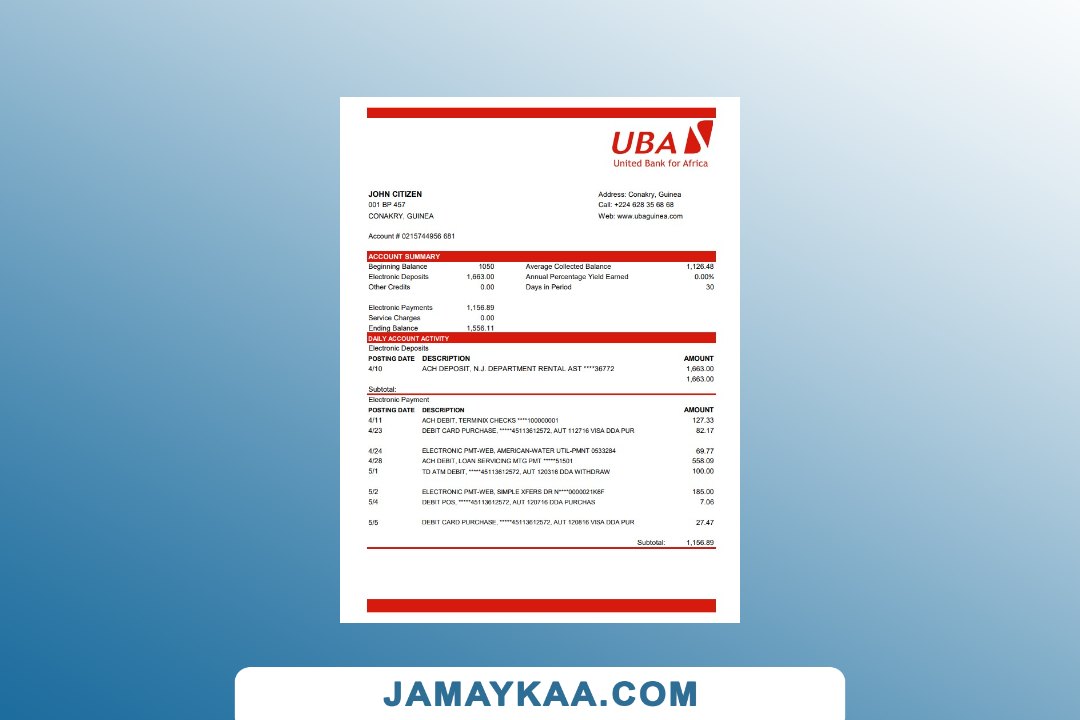 UBA
United Bank for Africa
JOHN CITIZEN
001 BP 457
CONAKRY, GUINEA
Address: Conakry, Guinea
Call: +224 628 35 68 68
Web: www.ubaguinea.com
Account # 0215744956 681
ACCOUNT SUMMARY
Beginning Balance 1050 Average Collected Balance 1,126.48
Electronic Deposits 1,663.00 Annual Percentage Yield Earned 0.00%
Other Credits 0.00 Days in Period 30
Electronic Payments 1,156.89
Service Charges 0.00
Ending Balance 1,556.11
DAILY ACCOUNT ACTIVITY
Electronic Deposits
POSTING DATE DESCRIPTION AMOUNT
4/10 ACH DEPOSIT, N.J. DEPARTMENT RENTAL AST ****36772 1,663.00
1,663.00
Subtotal:
Electronic Payment
POSTING DATE DESCRIPTION AMOUNT
4/11 ACH DEBIT, TERMINIX CHECKS ****100000001 127.33
4/23 DEBIT CARD PURCHASE, *****45113612572, AUT 112716 VISA DDA PUR 82.17
4/24 ELECTRONIC PMT-WEB, AMERICAN-WATER UTIL-PMNT 0533284 69.77
4/28 ACH DEBIT, LOAN SERVICING MTG PMT *****51501 558.09
5/1 TD ATM DEBIT, *****45113612572, AUT 120316 DDA WITHDRAW 100.00
5/2 ELECTRONIC PMT-WEB, SIMPLE XFERS DR N****0000021K6F 185.00
5/4 DEBIT POS, *****45113612572, AUT 120716 DDA PURCHAS 7.06
5/5 DEBIT CARD PURCHASE, *****45113612572, AUT 120816 VISA DDA PUR 27.47
Subtotal: 1,156.89
JAMAYKAA.COM